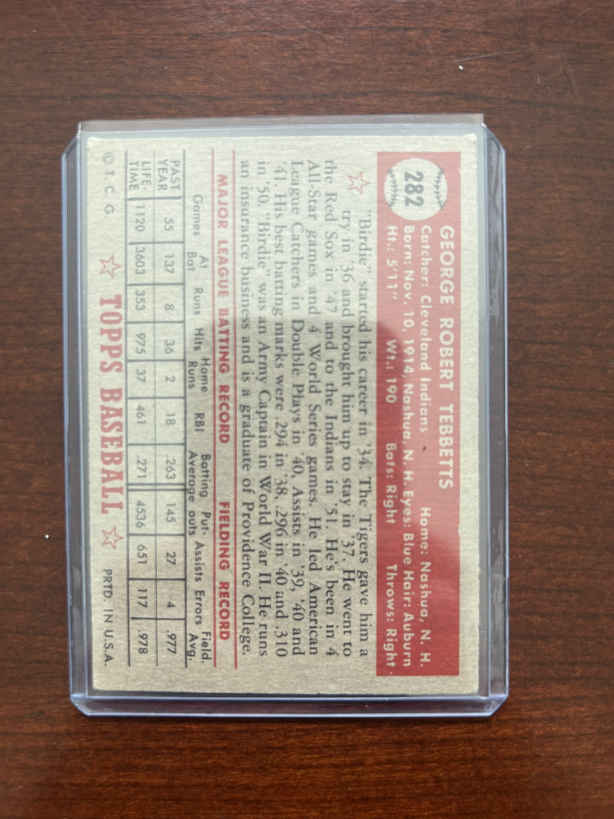 282
GEORGE ROBERT TEBBETTS
Catcher: Cleveland Indians Home: Nashua, N. H.
Born: Nov. 10, 1914, Nashua, N. H. Eyes: Blue Hair: Auburn
Ht.: 5'11" Wt.: 190 Bats: Right Throws: Right
"Birdie" started his career in '34. The Tigers gave him a
try in '36 and brought him up to stay in '37. He went to
the Red Sox in '47 and to the Indians in '51. He's been in 4
All-Star games and 4 World Series games. He led American
League Catchers in Double Plays in '40, Assists in '39, '40 and
'41. His best batting marks were .294 in '38, .296 in '40 and .310
in '50. "Birdie" was an Army Captain in World War II. He runs
an insurance business and is a graduate of Providence College.
MAJOR LEAGUE BATTING RECORD FIELDING RECORD
Games At Bat Runs Hits Home Runs RBI Batting Average Put-outs Assists Errors Field. Avg.
PAST YEAR 55 137 8 36 2 18 .263 145 27 4 .977
LIFE-TIME 1120 3603 353 975 37 461 .271 4536 651 117 .978
© T. C. G. TOPPS BASEBALL PRTD. IN U.S.A.